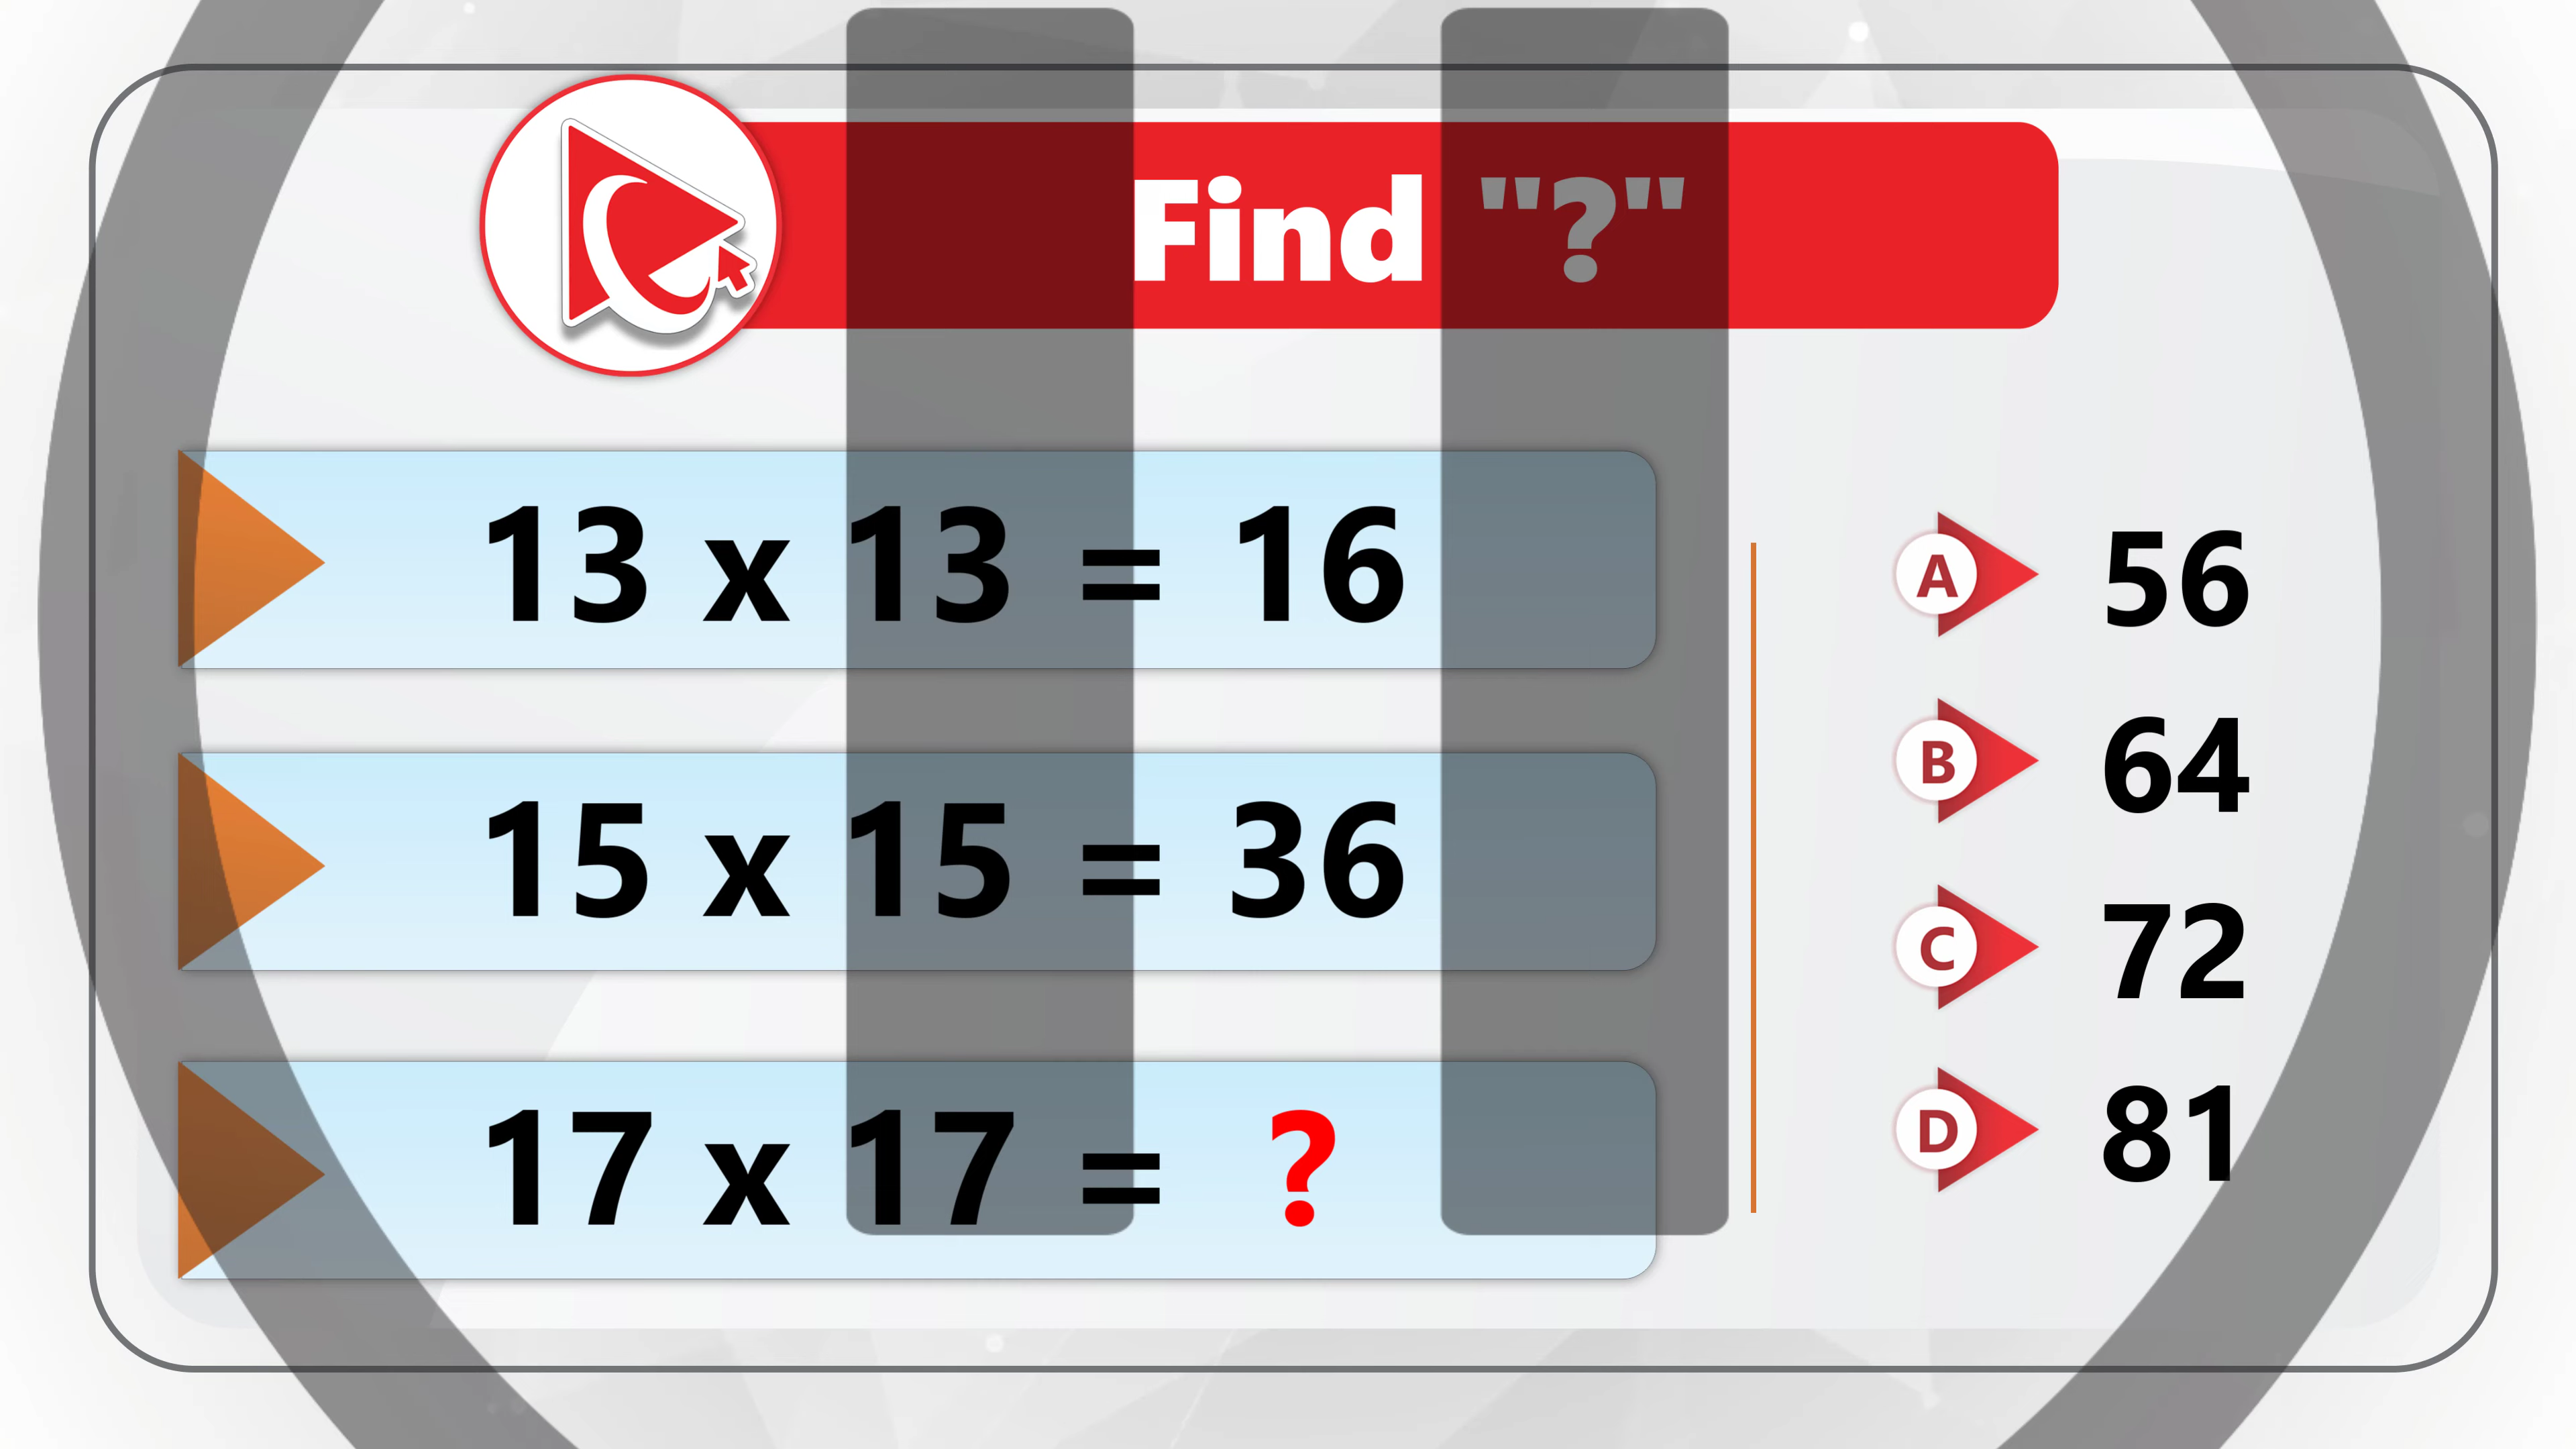 Find "?"
13 x 13 = 16
15 x 15 = 36
17 x 17 = ?
A 56
B 64
C 72
D 81